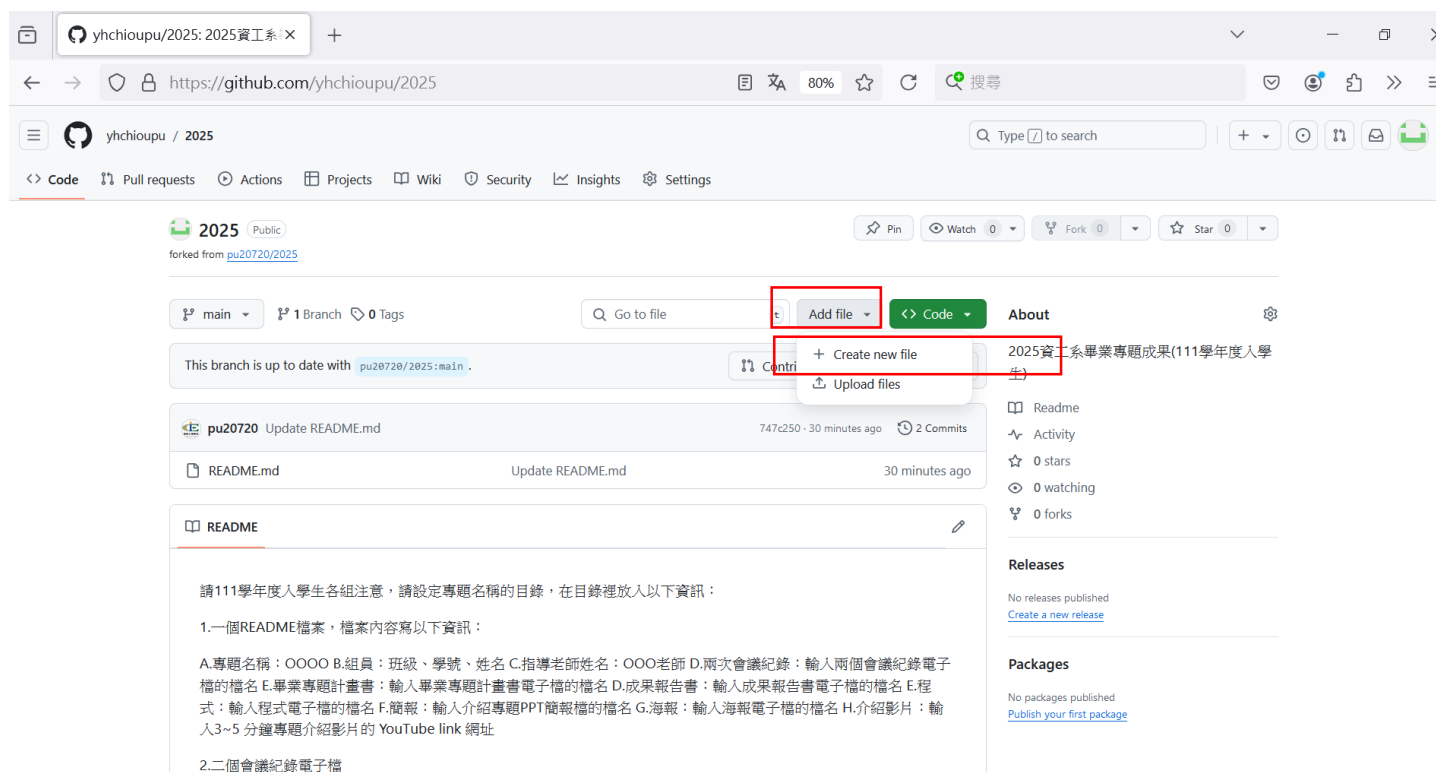 yhchioupu/2025: 2025資工系
https://github.com/yhchioupu/2025
80%
搜尋
yhchioupu / 2025
Type / to search
Code
Pull requests
Actions
Projects
Wiki
Security
Insights
Settings
2025 Public
Pin
Watch 0
Fork 0
Star 0
forked from pu20720/2025
main
1 Branch
0 Tags
Go to file
t
Add file
Code
Create new file
Upload files
This branch is up to date with pu20720/2025:main .
Contri
pu20720 Update README.md
747c250 · 30 minutes ago
2 Commits
README.md
Update README.md
30 minutes ago
README
請111學年度入學生各組注意，請設定專題名稱的目錄，在目錄裡放入以下資訊：
1.一個README檔案，檔案內容寫以下資訊：
A.專題名稱：OOOO B.組員：班級、學號、姓名 C.指導老師姓名：OOO老師 D.兩次會議紀錄：輸入兩個會議紀錄電子
檔的檔名 E.畢業專題計畫書：輸入畢業專題計畫書電子檔的檔名 D.成果報告書：輸入成果報告書電子檔的檔名 E.程
式：輸入程式電子檔的檔名 F.簡報：輸入介紹專題PPT簡報檔的檔名 G.海報：輸入海報電子檔的檔名 H.介紹影片：輸
入3~5 分鐘專題介紹影片的 YouTube link 網址
2.二個會議紀錄電子檔
About
2025資工系畢業專題成果(111學年度入學
生)
Readme
Activity
0 stars
0 watching
0 forks
Releases
No releases published
Create a new release
Packages
No packages published
Publish your first package